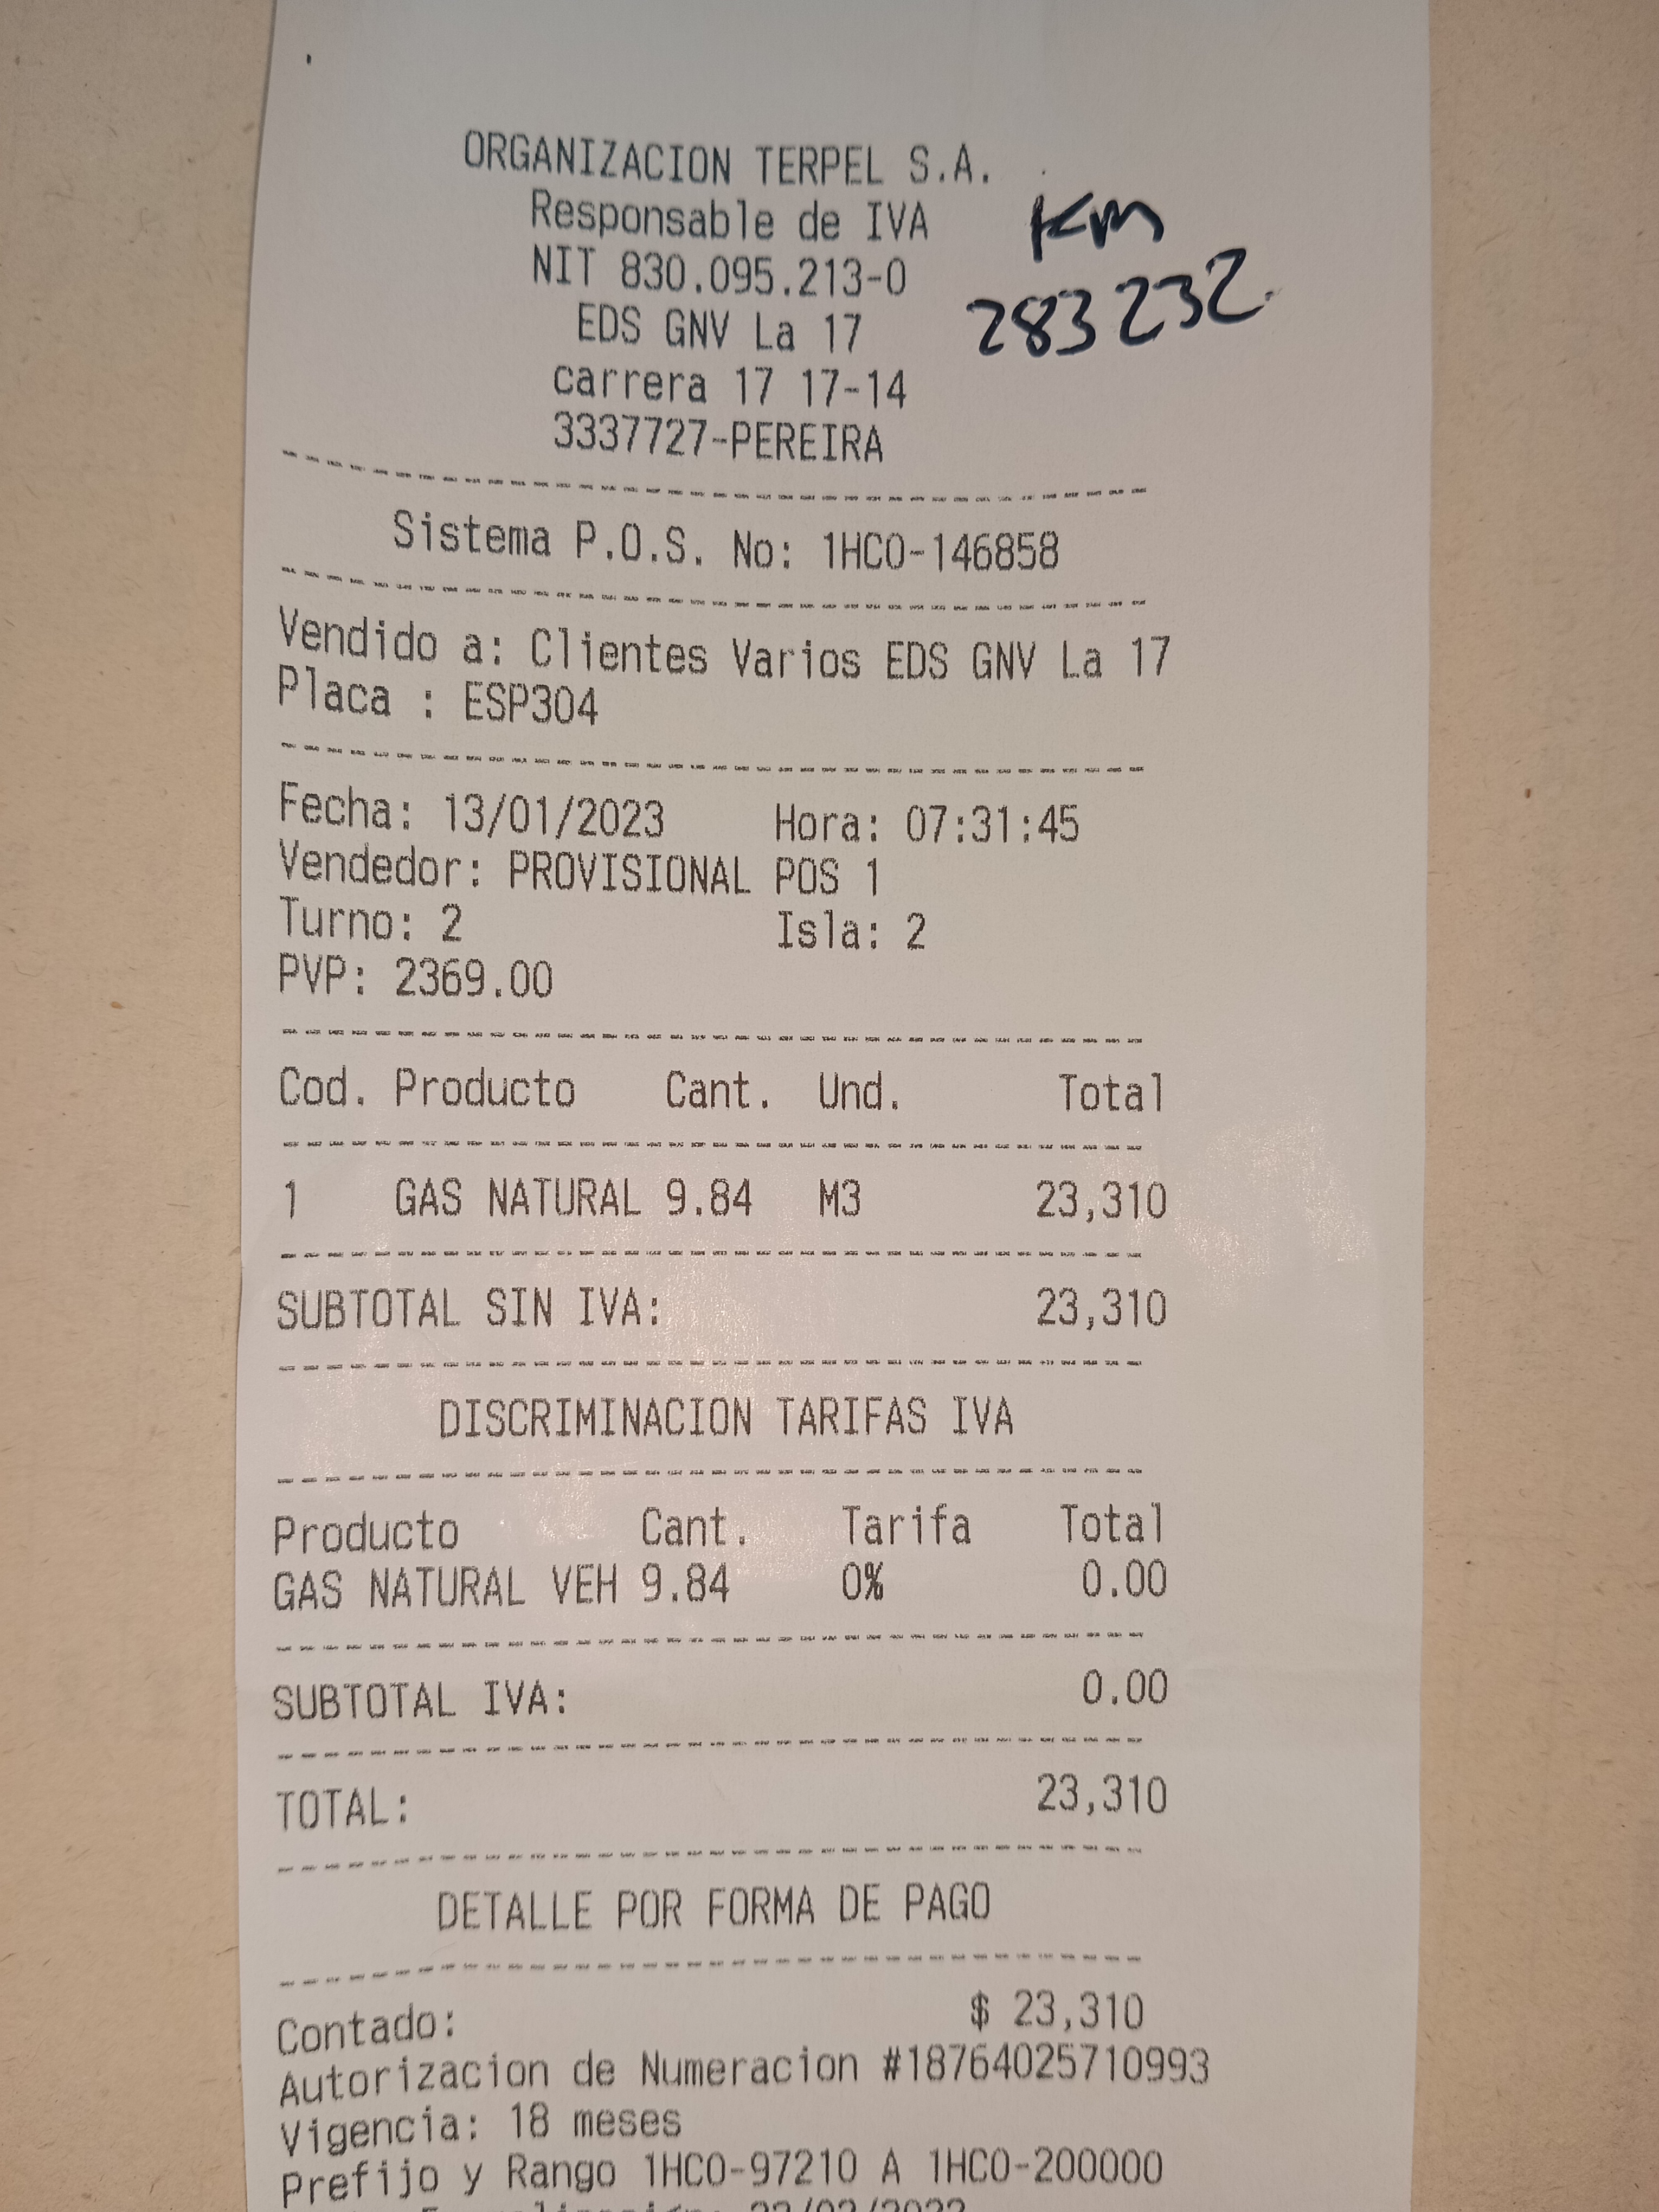 ORGANIZACION TERPEL S.A.
Responsable de IVA
Km
NIT 830.095.213-0
283232
EDS GNV La 17
carrera 17 17-14
3337727-PEREIRA
Sistema P.O.S. No: 1HCO-146858
Vendido a: Clientes Varios EDS GNV La 17
Placa : ESP304
Fecha: 13/01/2023 Hora: 07:31:45
Vendedor: PROVISIONAL POS 1
Turno: 2 Isla: 2
PVP: 2369.00
Cod. Producto Cant. Und. Total
1 GAS NATURAL 9.84 M3 23,310
SUBTOTAL SIN IVA: 23,310
DISCRIMINACION TARIFAS IVA
Producto Cant. Tarifa Total
GAS NATURAL VEH 9.84 0% 0.00
SUBTOTAL IVA: 0.00
TOTAL: 23,310
DETALLE POR FORMA DE PAGO
Contado: $ 23,310
Autorizacion de Numeracion #18764025710993
Vigencia: 18 meses
Prefijo y Rango 1HCO-97210 A 1HCO-200000